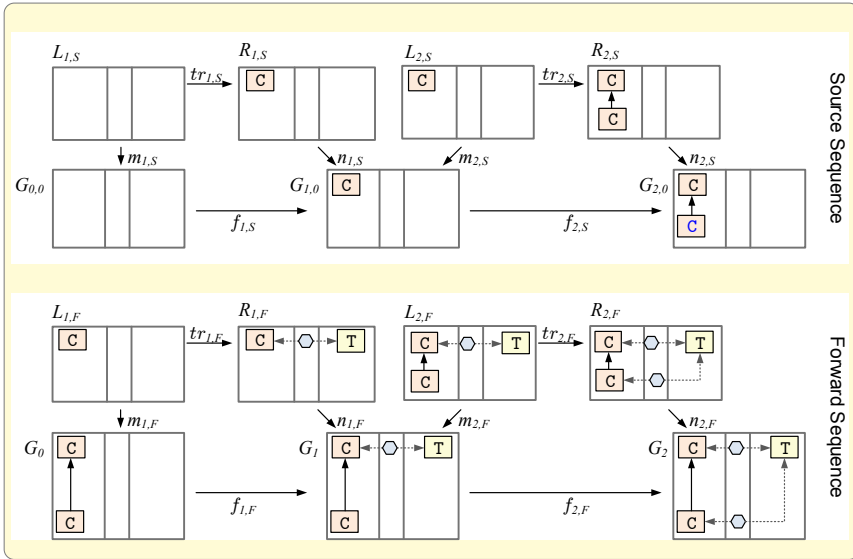 L1,S R1,S L2,S R2,S
tr1,S tr2,S
C C C
C
m1,S n1,S m2,S n2,S
G0,0 G1,0 G2,0
C C
C
f1,S f2,S
Source Sequence
L1,F R1,F L2,F R2,F
tr1,F tr2,F
C C T C T C T
C C
m1,F n1,F m2,F n2,F
G0 G1 G2
C C T C T
C C C
f1,F f2,F
Forward Sequence